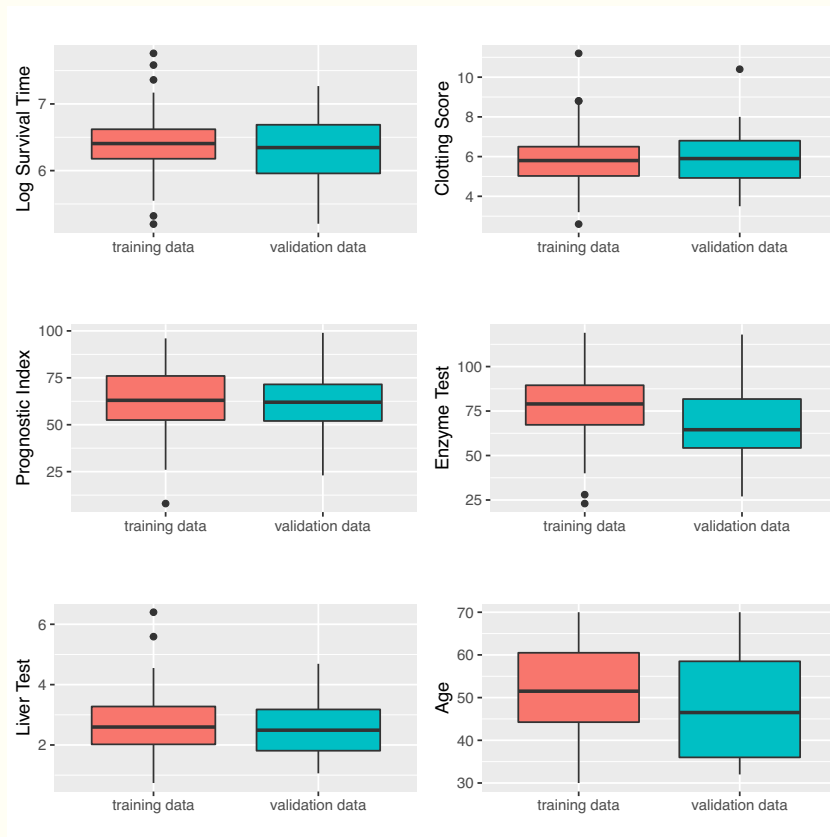 Log Survival Time
7
6
training data validation data
Clotting Score
10
8
6
4
training data validation data
Prognostic Index
100
75
50
25
training data validation data
Enzyme Test
100
75
50
25
training data validation data
Liver Test
6
4
2
training data validation data
Age
70
60
50
40
30
training data validation data